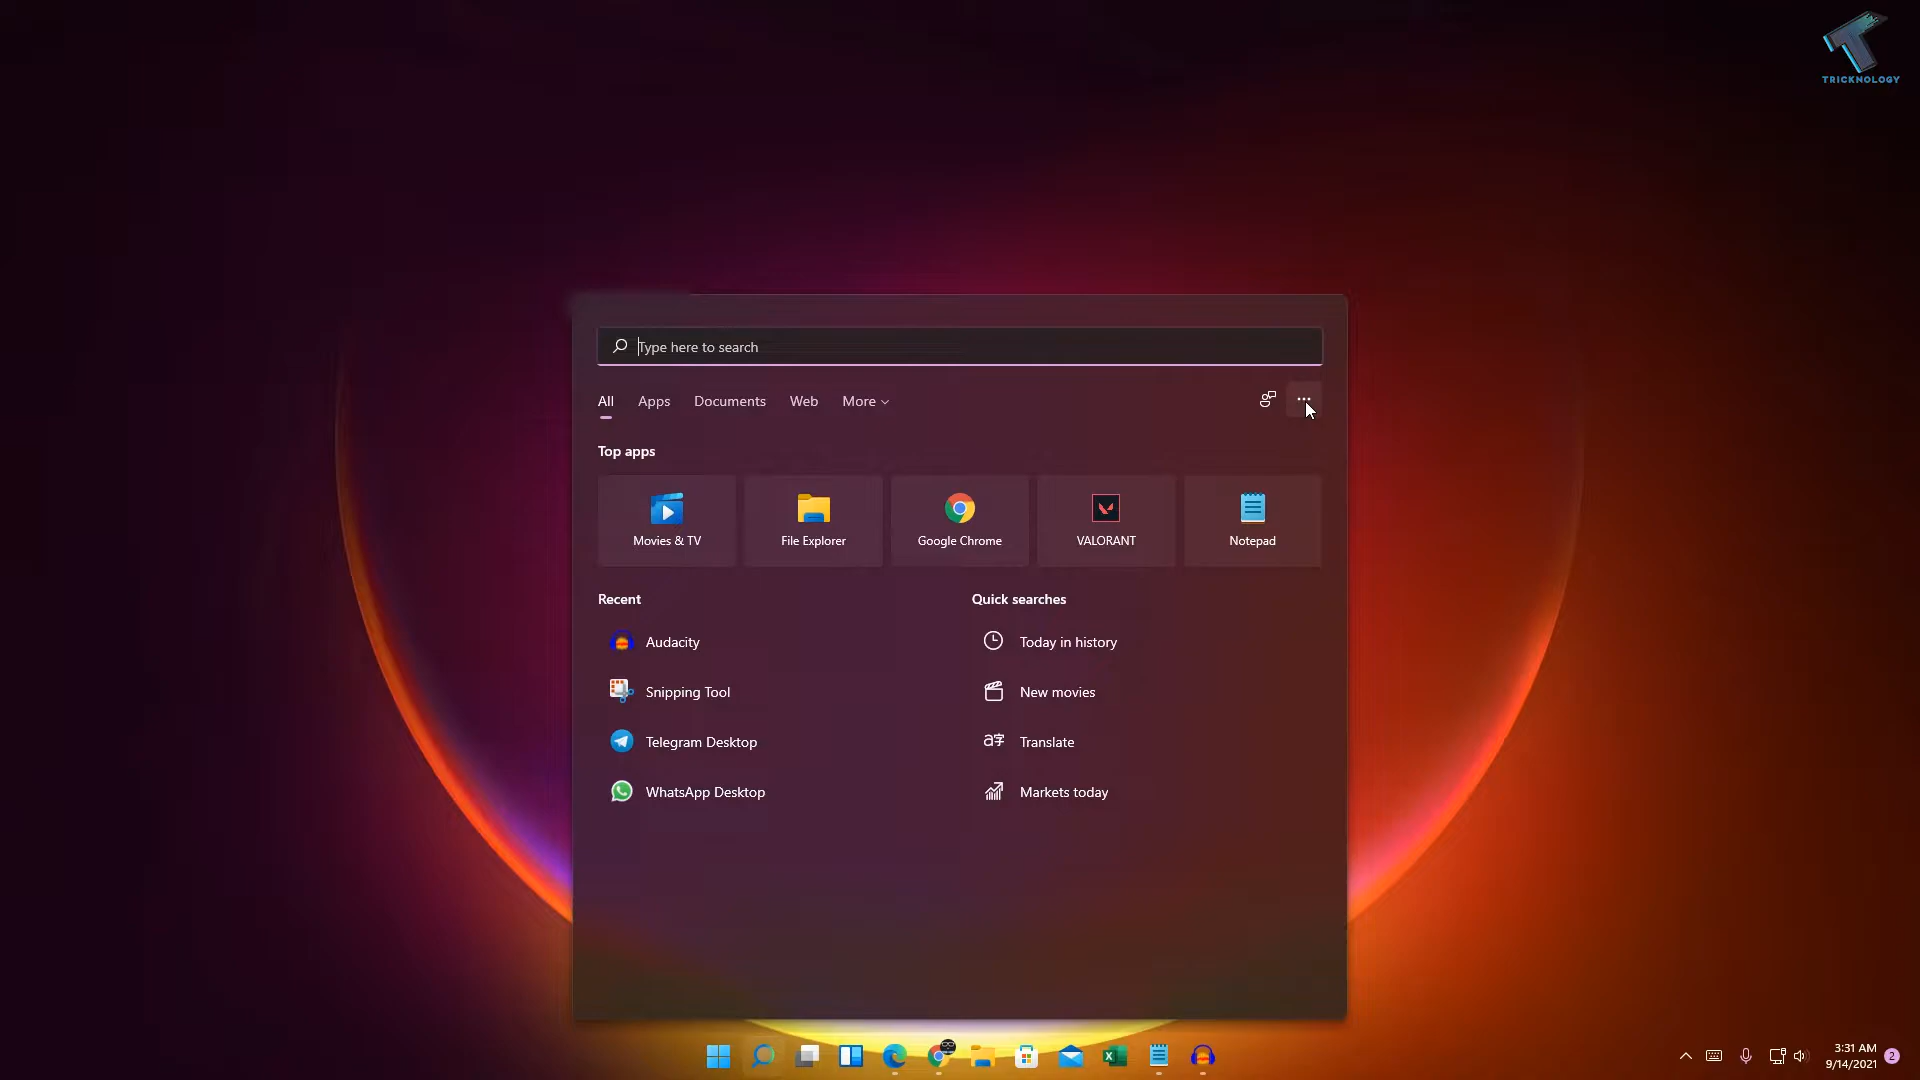 TRICKNOLOGY
Type here to search
All Apps Documents Web More
Top apps
Movies & TV File Explorer Google Chrome VALORANT Notepad
Recent Quick searches
Audacity Today in history
Snipping Tool New movies
Telegram Desktop Translate
WhatsApp Desktop Markets today
3:31 AM
9/14/2021 2